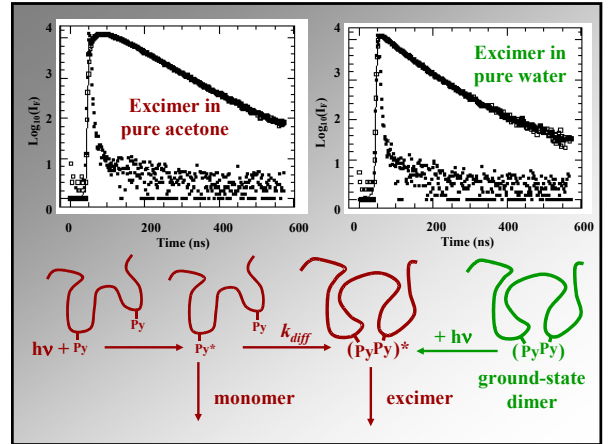 4
3
2
1
0
Log10(IF)
Excimer in
pure acetone
0 200 400 600
Time (ns)
4
3
2
1
0
Log10(IF)
Excimer in
pure water
0 200 400 600
Time (ns)
Py Py kdiff + hν
hν + Py Py* (PyPy)* (PyPy)
monomer excimer ground-state
dimer